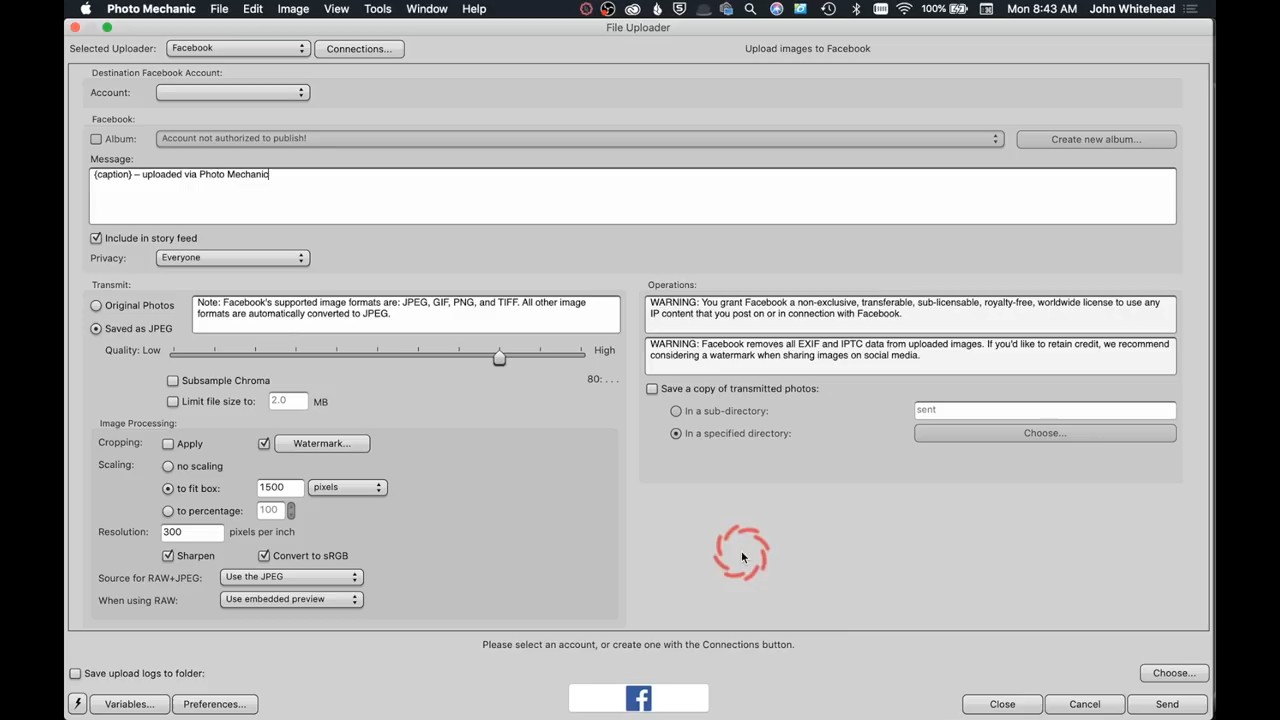 Photo Mechanic File Edit Image View Tools Window Help 100% Mon 8:43 AM John Whitehead
File Uploader
Selected Uploader: Facebook Connections... Upload images to Facebook
Destination Facebook Account:
Account:
Facebook:
Album: Account not authorized to publish! Create new album...
Message:
{caption} – uploaded via Photo Mechanic
Include in story feed
Privacy: Everyone
Transmit:
Original Photos
Saved as JPEG
Note: Facebook's supported image formats are: JPEG, GIF, PNG, and TIFF. All other image
formats are automatically converted to JPEG.
Quality: Low High
80: . . .
Subsample Chroma
Limit file size to: 2.0 MB
Image Processing:
Cropping: Apply Watermark...
Scaling: no scaling
to fit box: 1500 pixels
to percentage: 100
Resolution: 300 pixels per inch
Sharpen Convert to sRGB
Source for RAW+JPEG: Use the JPEG
When using RAW: Use embedded preview
Operations:
WARNING: You grant Facebook a non-exclusive, transferable, sub-licensable, royalty-free, worldwide license to use any
IP content that you post on or in connection with Facebook.
WARNING: Facebook removes all EXIF and IPTC data from uploaded images. If you'd like to retain credit, we recommend
considering a watermark when sharing images on social media.
Save a copy of transmitted photos:
In a sub-directory: sent
In a specified directory: Choose...
Please select an account, or create one with the Connections button.
Save upload logs to folder: Choose...
Variables... Preferences... f Close Cancel Send